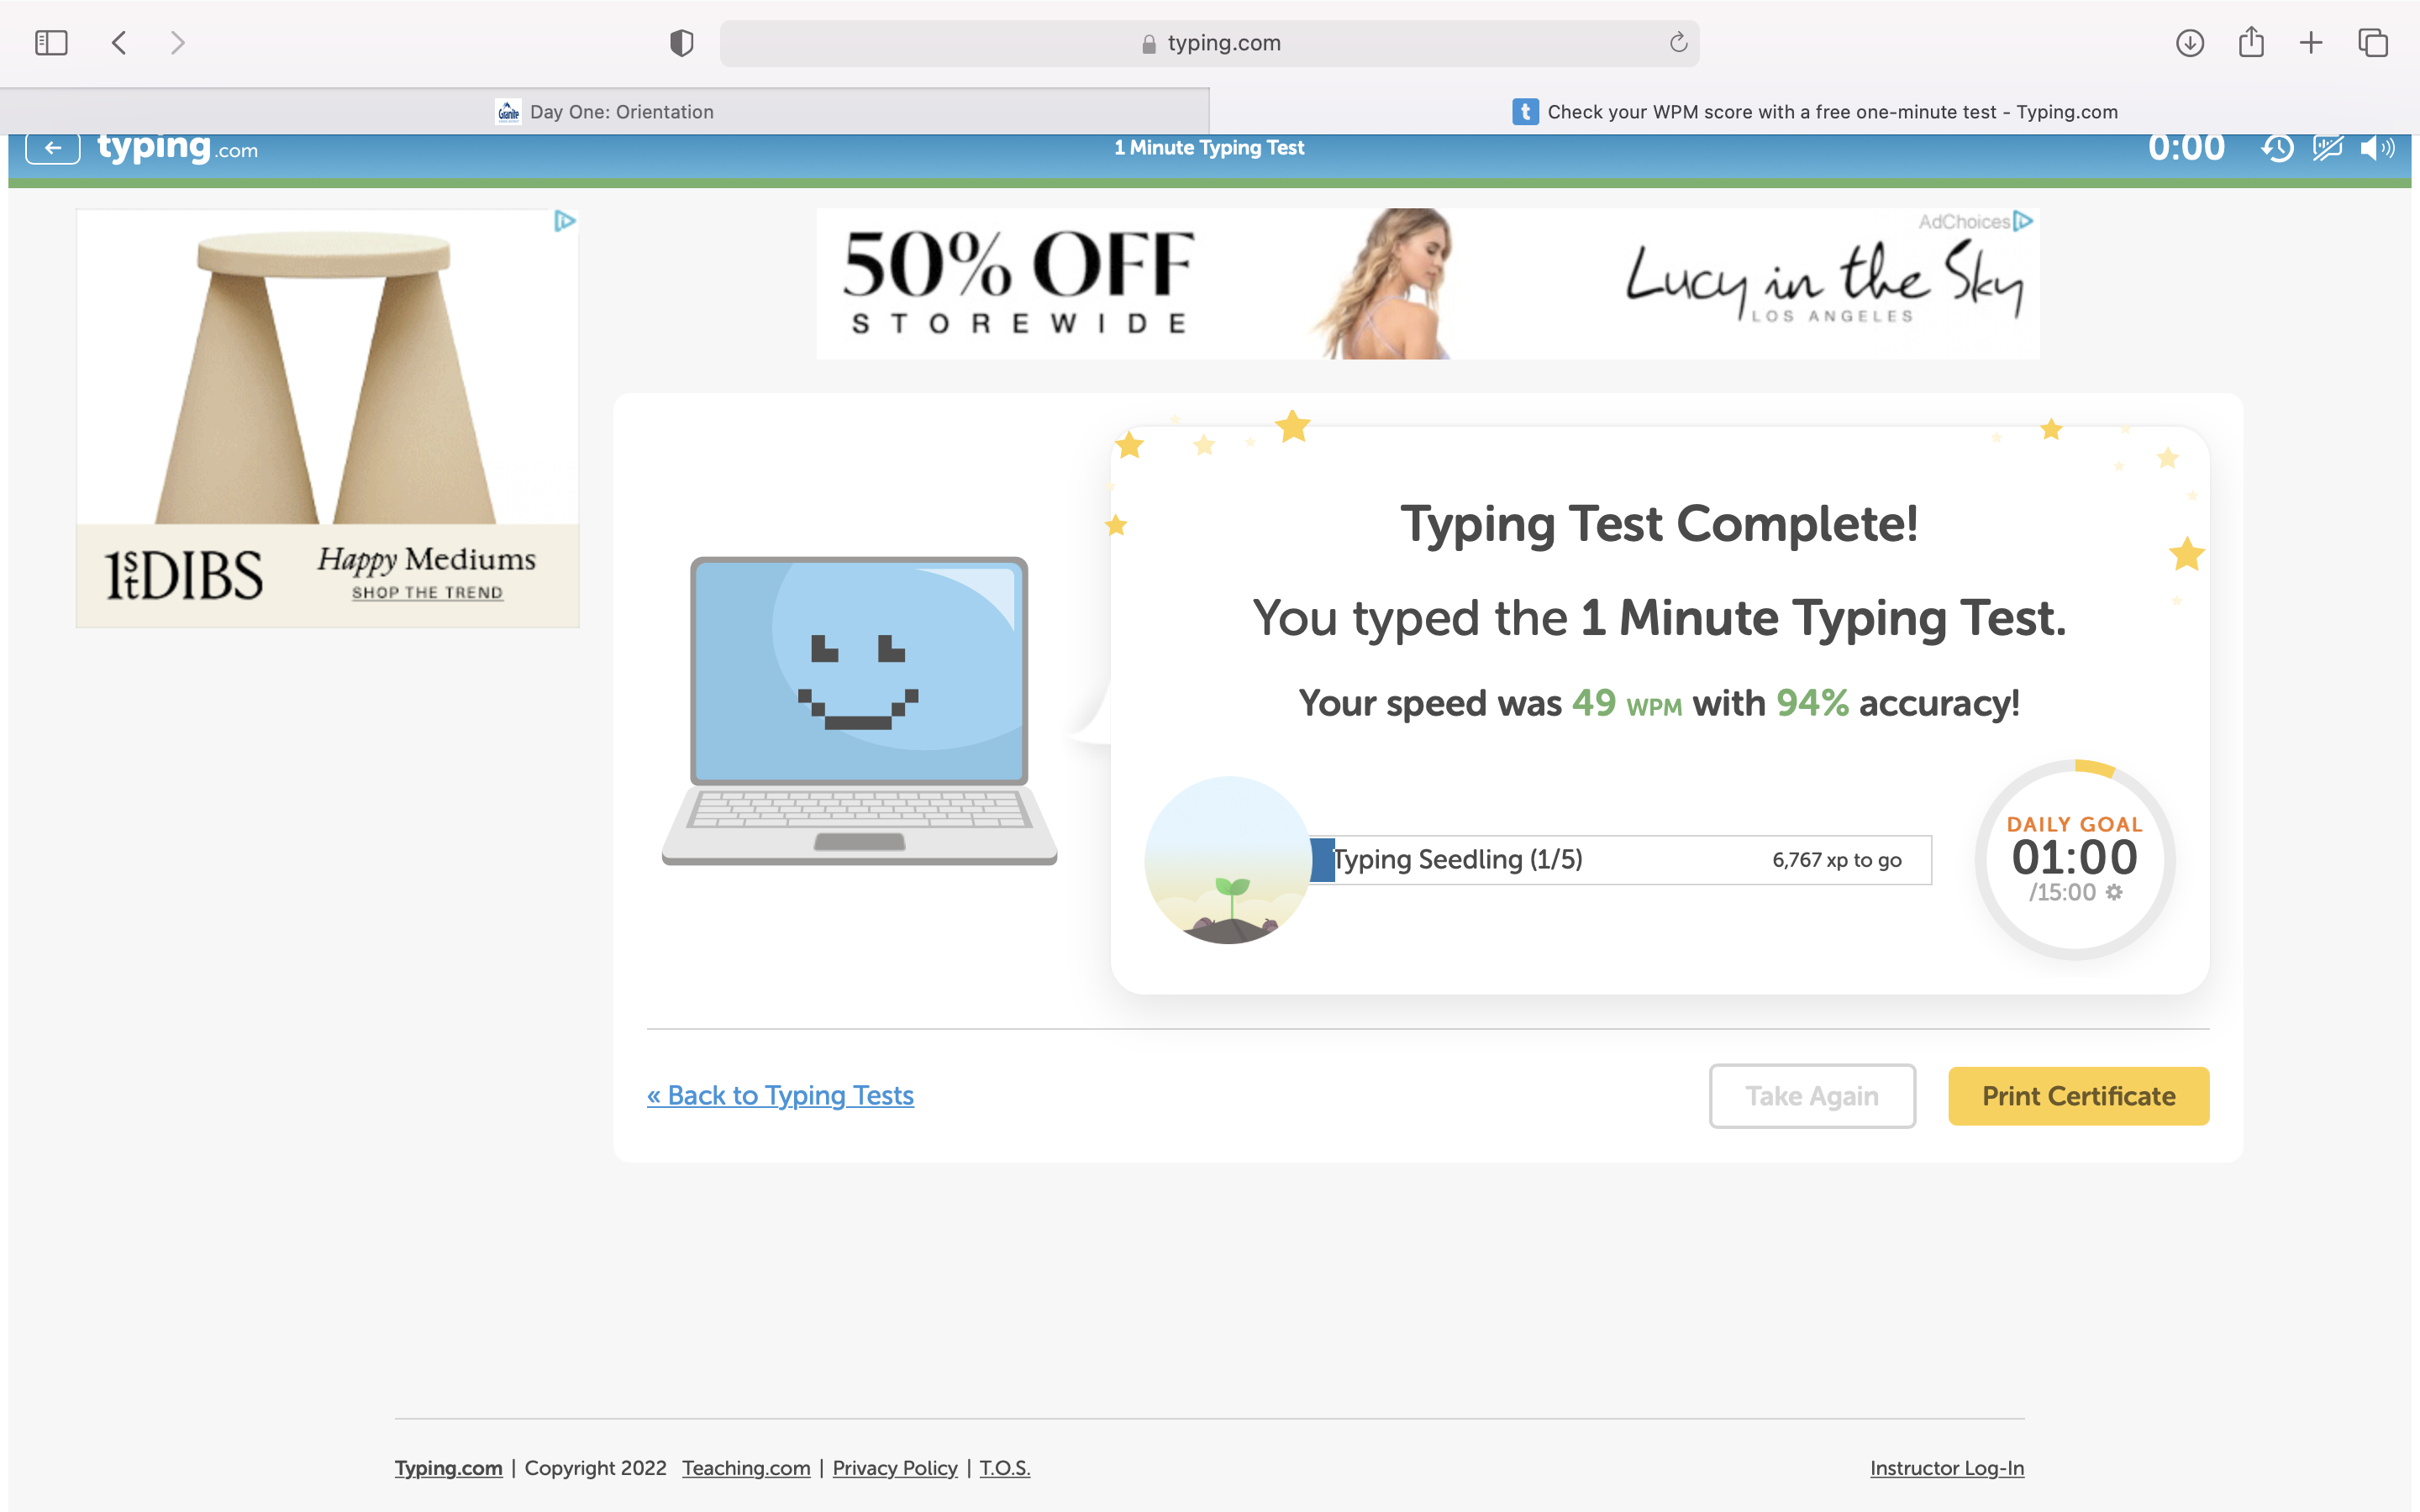 typing.com
Day One: Orientation
Check your WPM score with a free one-minute test - Typing.com
typing.com
1 Minute Typing Test
0:00
50% OFF
STOREWIDE
AdChoices
Lucy in the Sky
LOS ANGELES
1stDIBS
Happy Mediums
SHOP THE TREND
Typing Test Complete!
You typed the 1 Minute Typing Test.
Your speed was 49 WPM with 94% accuracy!
Typing Seedling (1/5) 6,767 xp to go
DAILY GOAL
01:00
/15:00
« Back to Typing Tests
Take Again
Print Certificate
Typing.com | Copyright 2022 Teaching.com | Privacy Policy | T.O.S.
Instructor Log-In